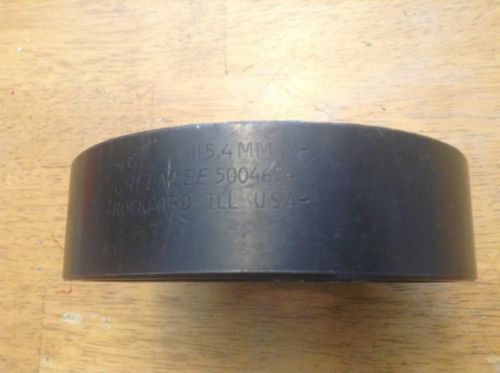 115.4 MM
GREENLEE 500465
ROCKFORD ILL USA